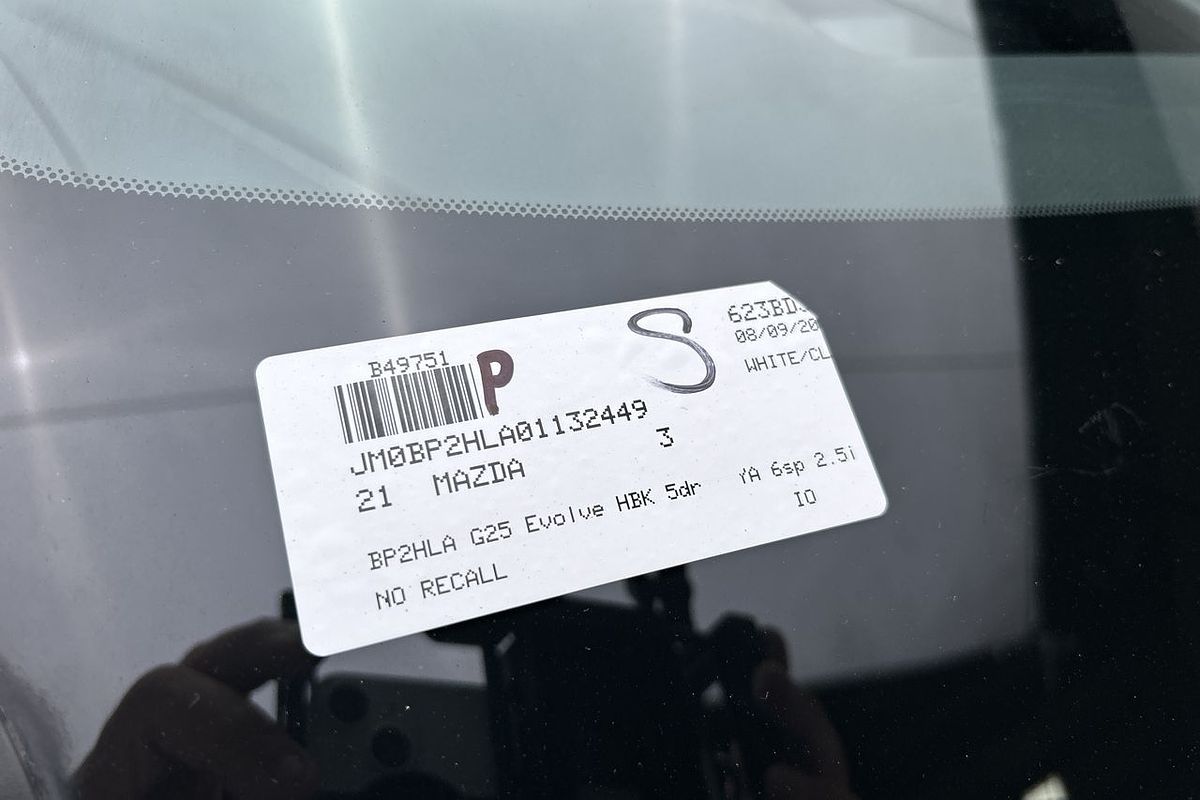 B49751
P
S
623BD
08/09/20
WHITE/CL
JM0BP2HLA01132449
21 MAZDA 3
BP2HLA G25 Evolve HBK 5dr YA 6sp 2.5i
NO RECALL IO